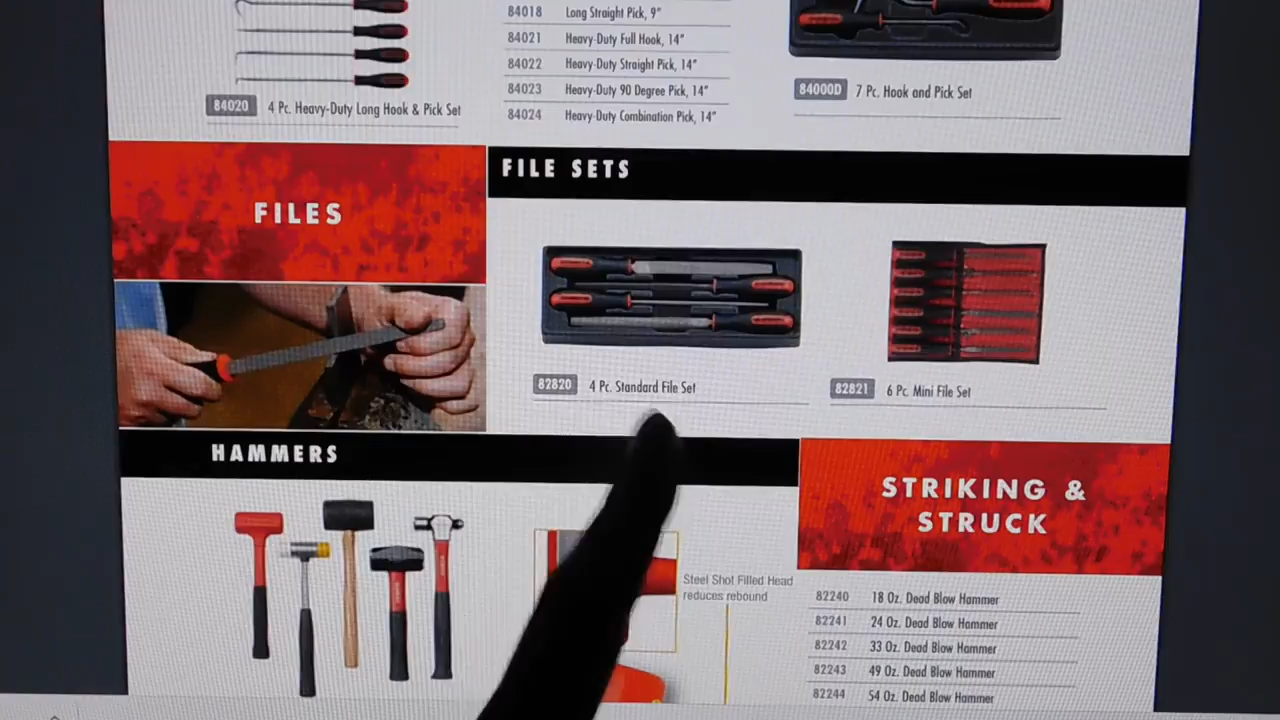 84018 Long Straight Pick, 9"
84021 Heavy-Duty Full Hook, 14"
84022 Heavy-Duty Straight Pick, 14"
84023 Heavy-Duty 90 Degree Pick, 14"
84024 Heavy-Duty Combination Pick, 14"
84020 4 Pc. Heavy-Duty Long Hook & Pick Set
84000D 7 Pc. Hook and Pick Set
FILES
FILE SETS
82820 4 Pc. Standard File Set
82821 6 Pc. Mini File Set
HAMMERS
Steel Shot Filled Head
reduces rebound
STRIKING &
STRUCK
82240 18 Oz. Dead Blow Hammer
82241 24 Oz. Dead Blow Hammer
82242 33 Oz. Dead Blow Hammer
82243 49 Oz. Dead Blow Hammer
82244 54 Oz. Dead Blow Hammer